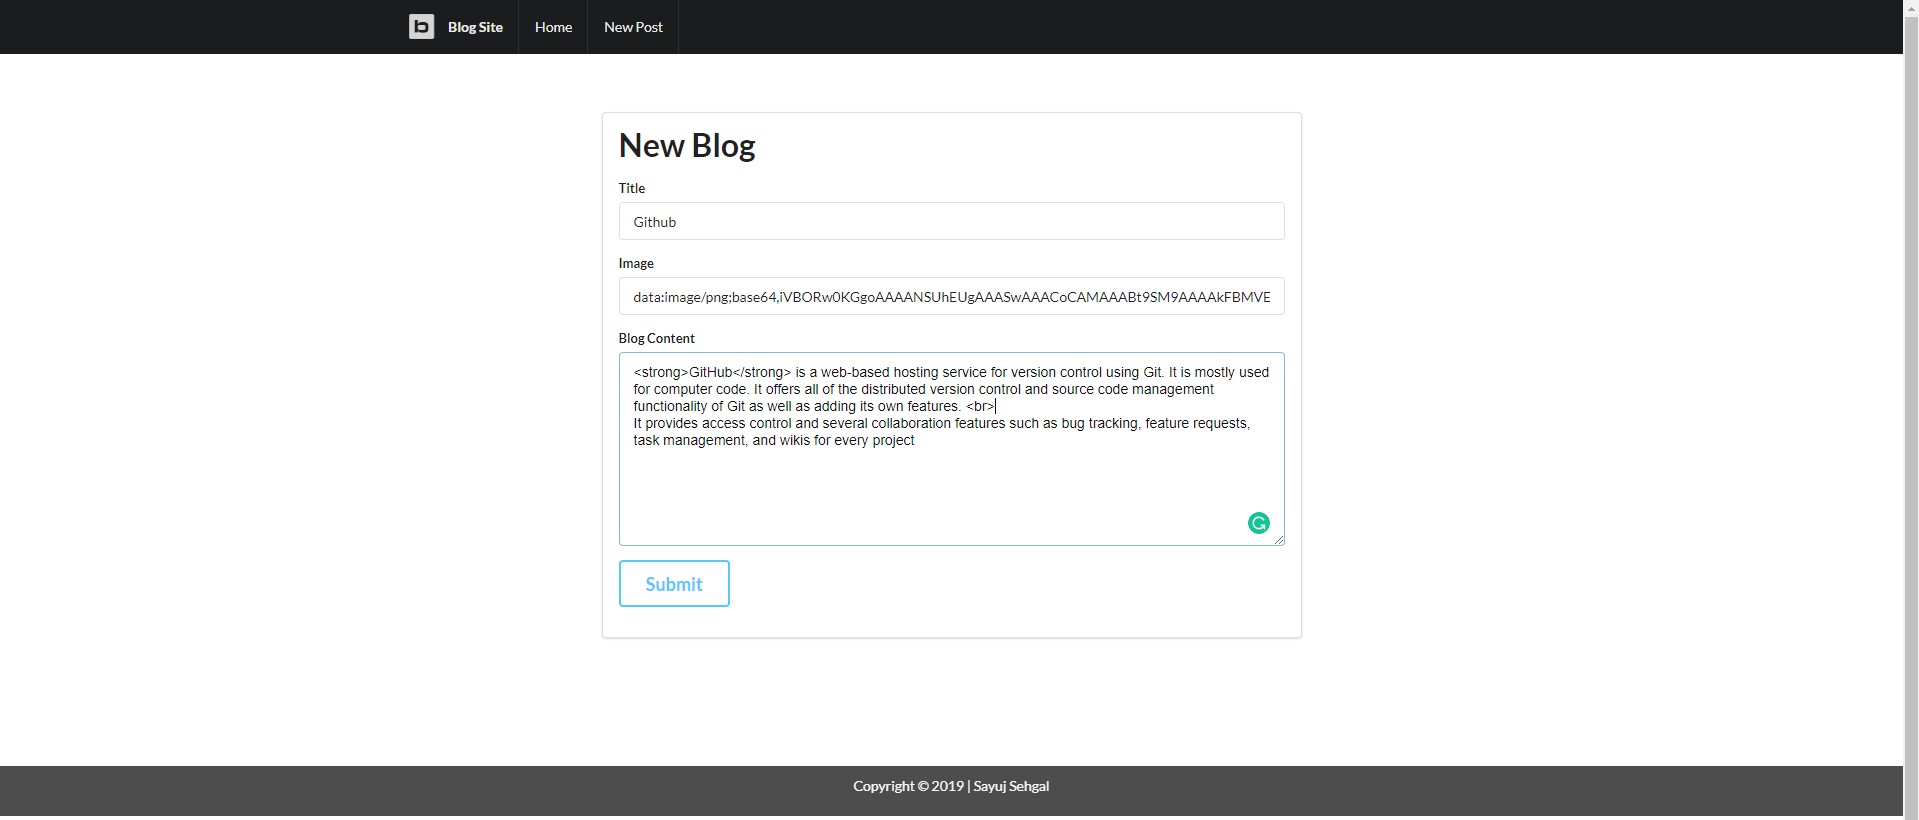 b Blog Site Home New Post
New Blog
Title
Github
Image
data:image/png;base64,iVBORw0KGgoAAAANSUhEUgAAASwAAACoCAMAAABt9SM9AAAAkFBMVE
Blog Content
<strong>GitHub</strong> is a web-based hosting service for version control using Git. It is mostly used
for computer code. It offers all of the distributed version control and source code management
functionality of Git as well as adding its own features. <br>
It provides access control and several collaboration features such as bug tracking, feature requests,
task management, and wikis for every project
Submit
Copyright © 2019 | Sayuj Sehgal